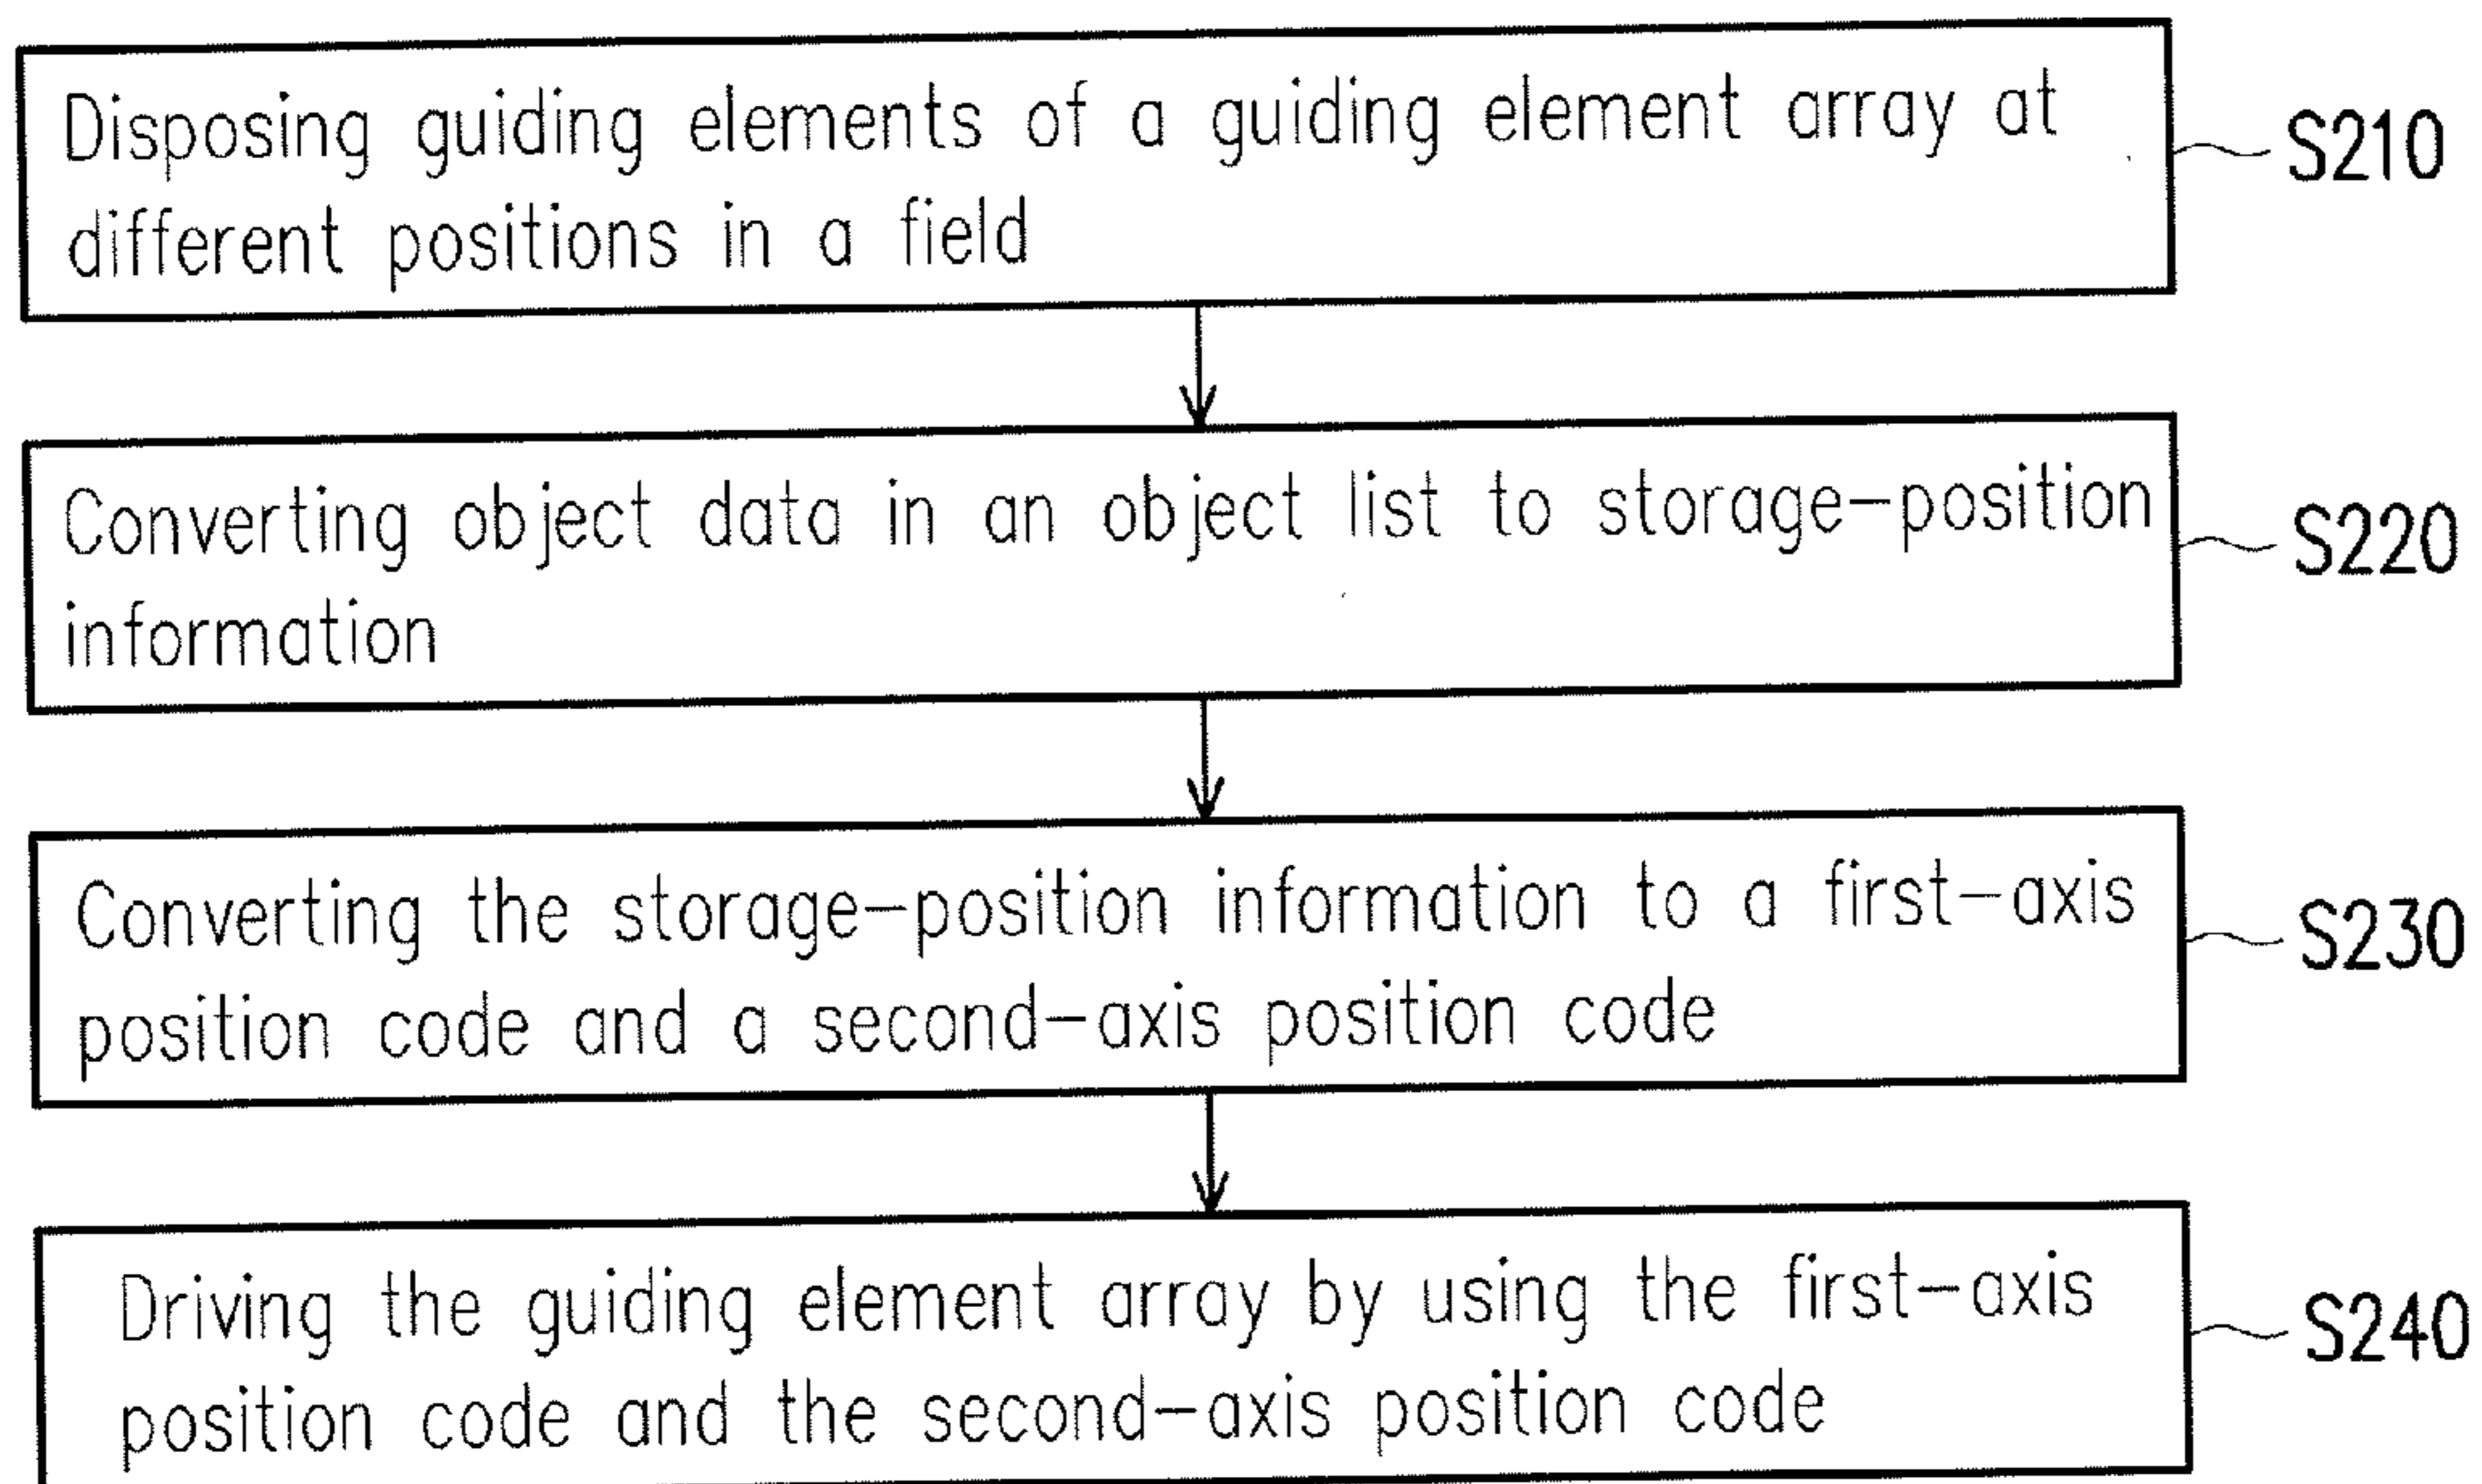 Disposing guiding elements of a guiding element array at
different positions in a field
S210
Converting object data in an object list to storage-position
information
S220
Converting the storage-position information to a first-axis
position code and a second-axis position code
S230
Driving the guiding element array by using the first-axis
position code and the second-axis position code
S240